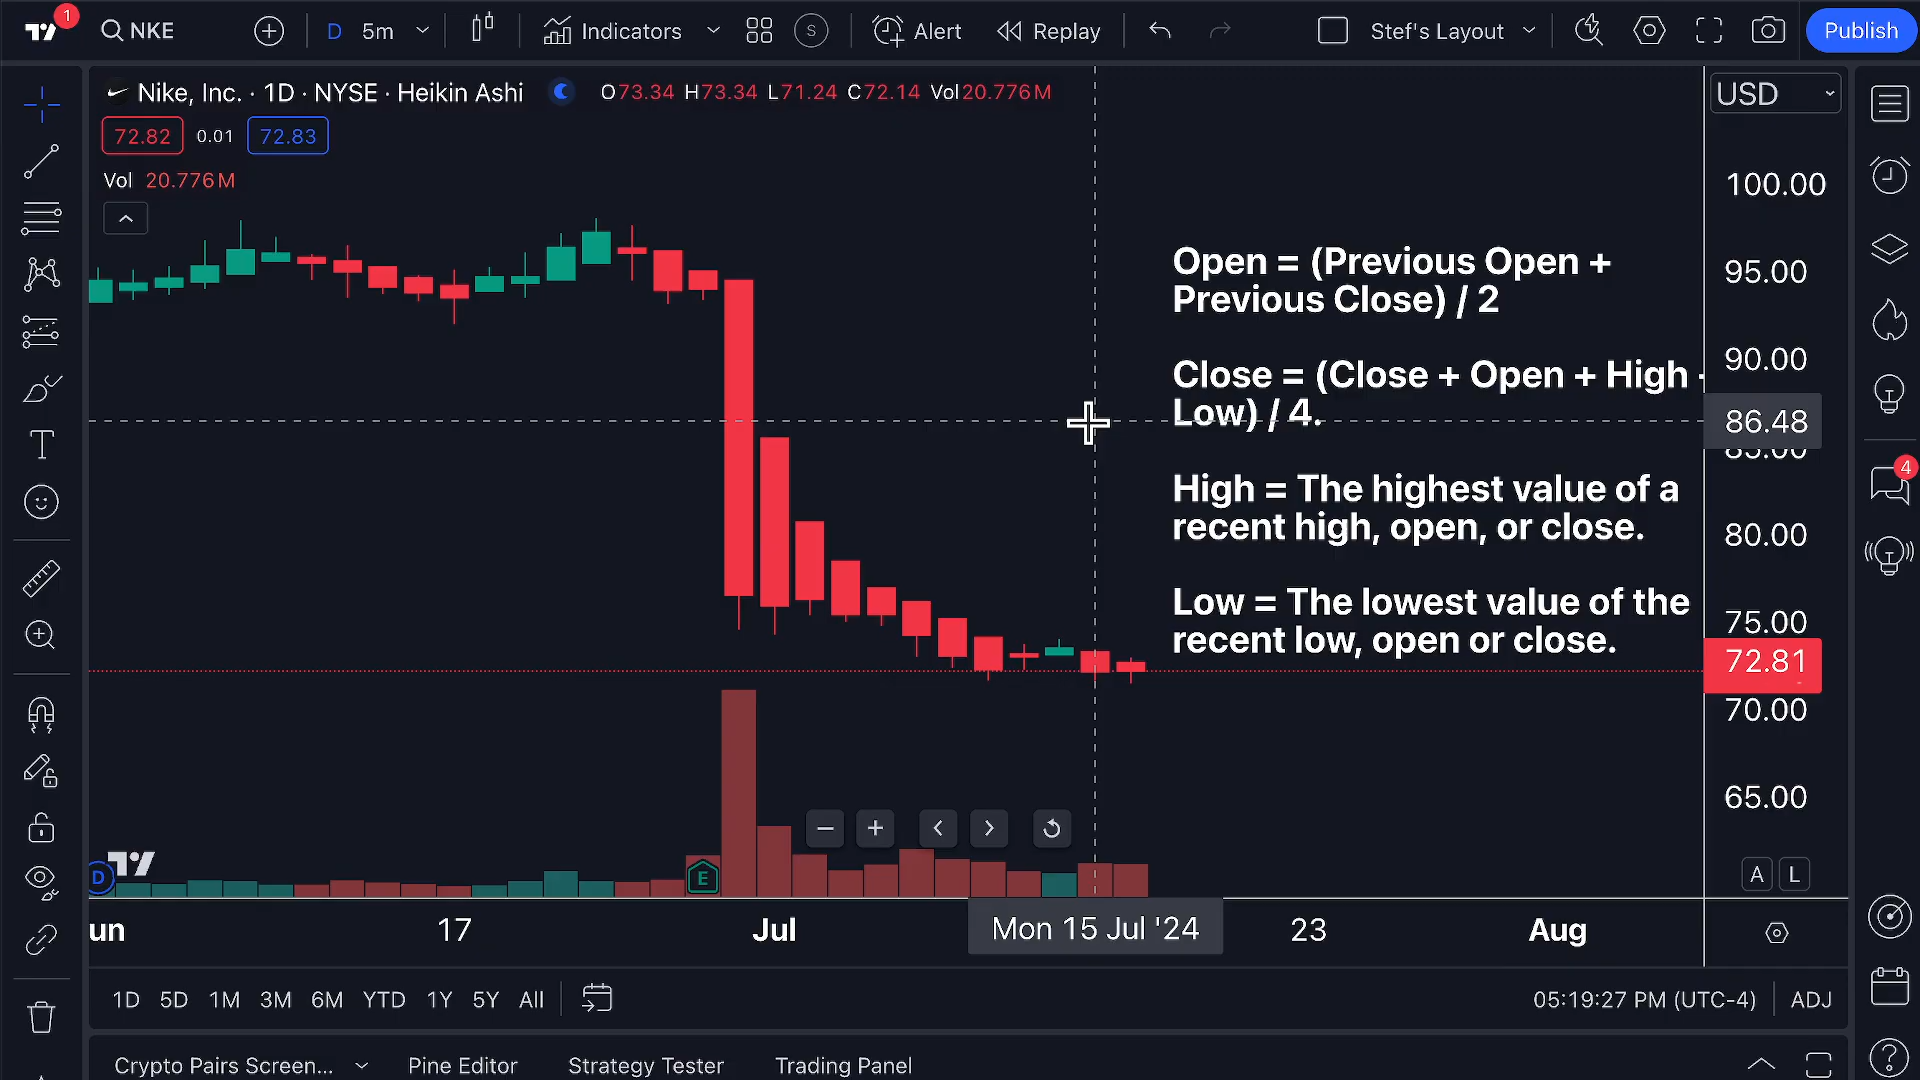 1
NKE
D 5m
Indicators
S
Alert
Replay
Stef's Layout
Publish
Nike, Inc. · 1D · NYSE · Heikin Ashi
O73.34 H73.34 L71.24 C72.14 Vol20.776M
USD
72.82 0.01 72.83
Vol 20.776M
100.00
95.00
90.00
86.48
80.00
75.00
72.81
70.00
65.00
Open = (Previous Open +
Previous Close) / 2
Close = (Close + Open + High
Low) / 4.
High = The highest value of a
recent high, open, or close.
Low = The lowest value of the
recent low, open or close.
4
E
D
A L
un 17 Jul Mon 15 Jul '24 23 Aug
1D 5D 1M 3M 6M YTD 1Y 5Y All
05:19:27 PM (UTC-4) ADJ
Crypto Pairs Screen... Pine Editor Strategy Tester Trading Panel